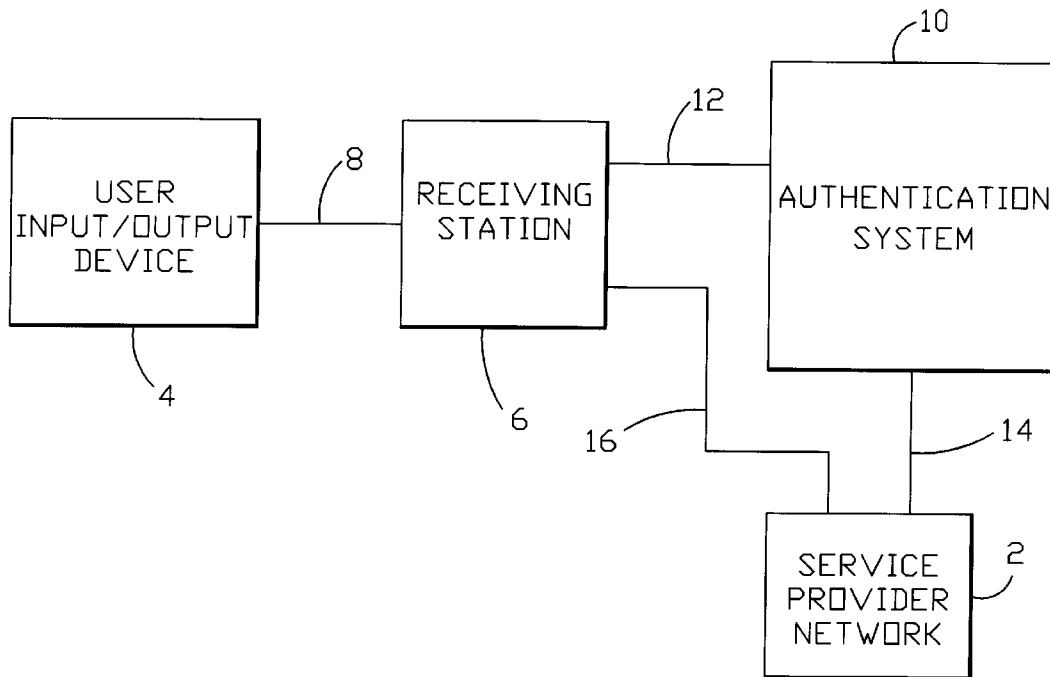 10
12
8
USER
INPUT/OUTPUT
DEVICE
RECEIVING
STATION
AUTHENTICATION
SYSTEM
4
6
16
14
SERVICE
PROVIDER
NETWORK
2